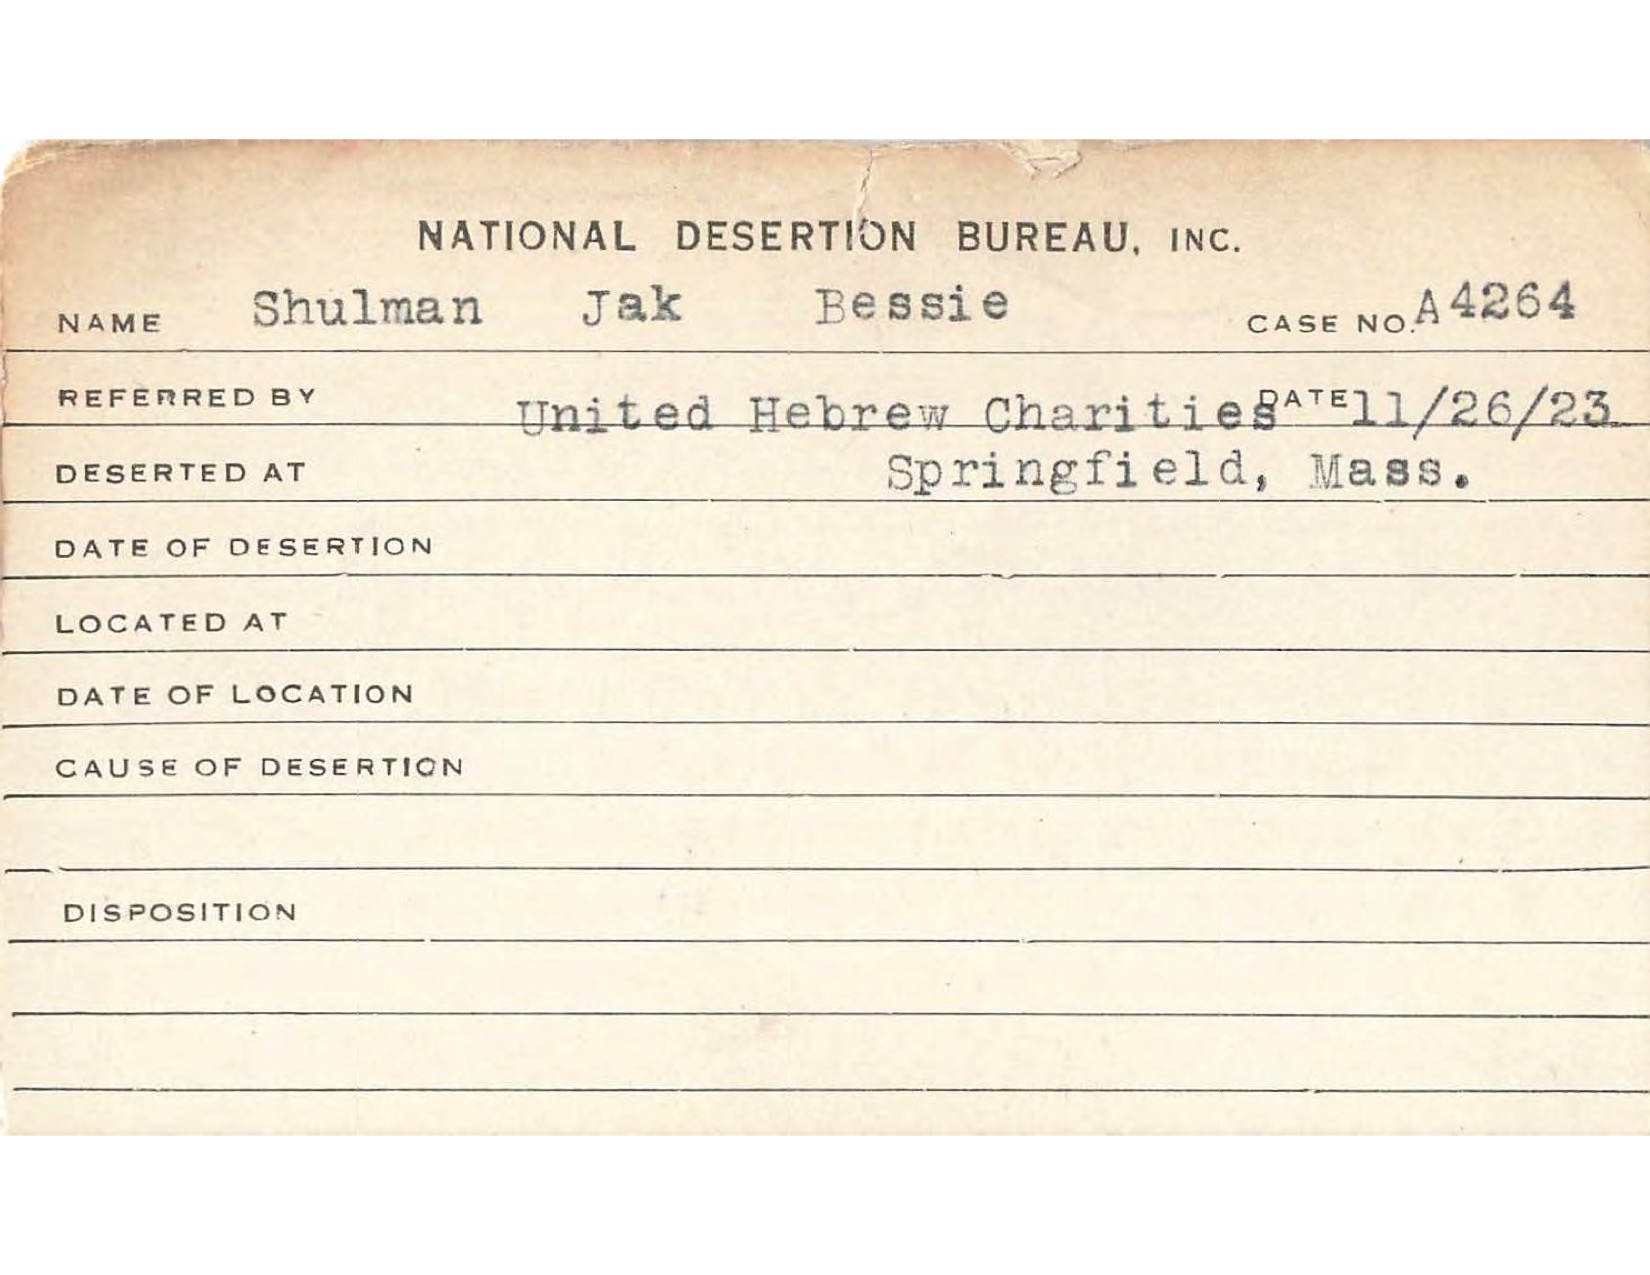 NATIONAL DESERTION BUREAU, INC.
NAME Shulman Jak Bessie CASE NO. A4264
REFERRED BY United Hebrew Charities DATE 11/26/23
DESERTED AT Springfield, Mass.
DATE OF DESERTION
LOCATED AT
DATE OF LOCATION
CAUSE OF DESERTION
DISPOSITION